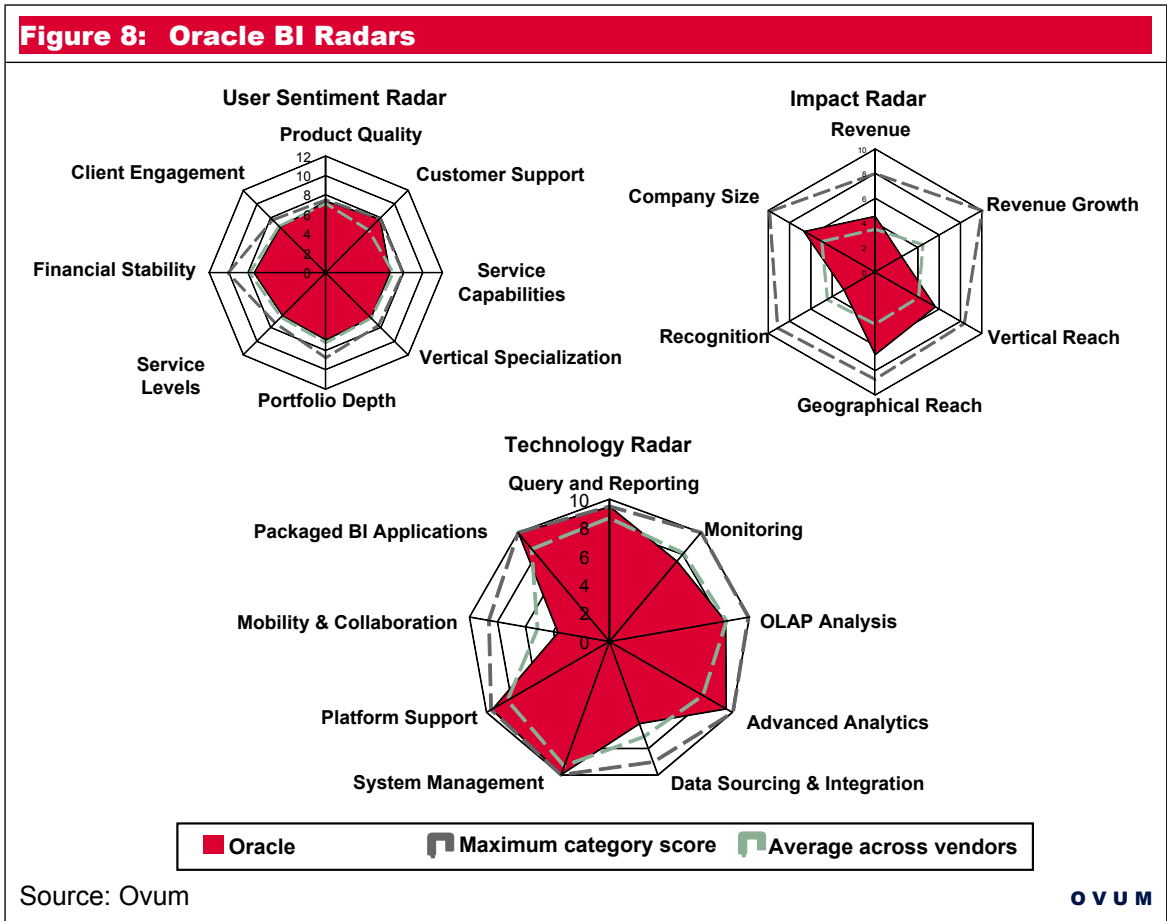 Figure 8: Oracle BI Radars
User Sentiment Radar
Product Quality
Customer Support
Service
Capabilities
Vertical Specialization
Portfolio Depth
Service
Levels
Financial Stability
Client Engagement
12
10
8
6
4
2
0
Impact Radar
Revenue
Revenue Growth
Vertical Reach
Geographical Reach
Recognition
Company Size
10
8
6
4
2
0
Technology Radar
Query and Reporting
Monitoring
OLAP Analysis
Advanced Analytics
Data Sourcing & Integration
System Management
Platform Support
Mobility & Collaboration
Packaged BI Applications
10
8
6
4
2
0
Oracle
Maximum category score
Average across vendors
Source: Ovum
OVUM